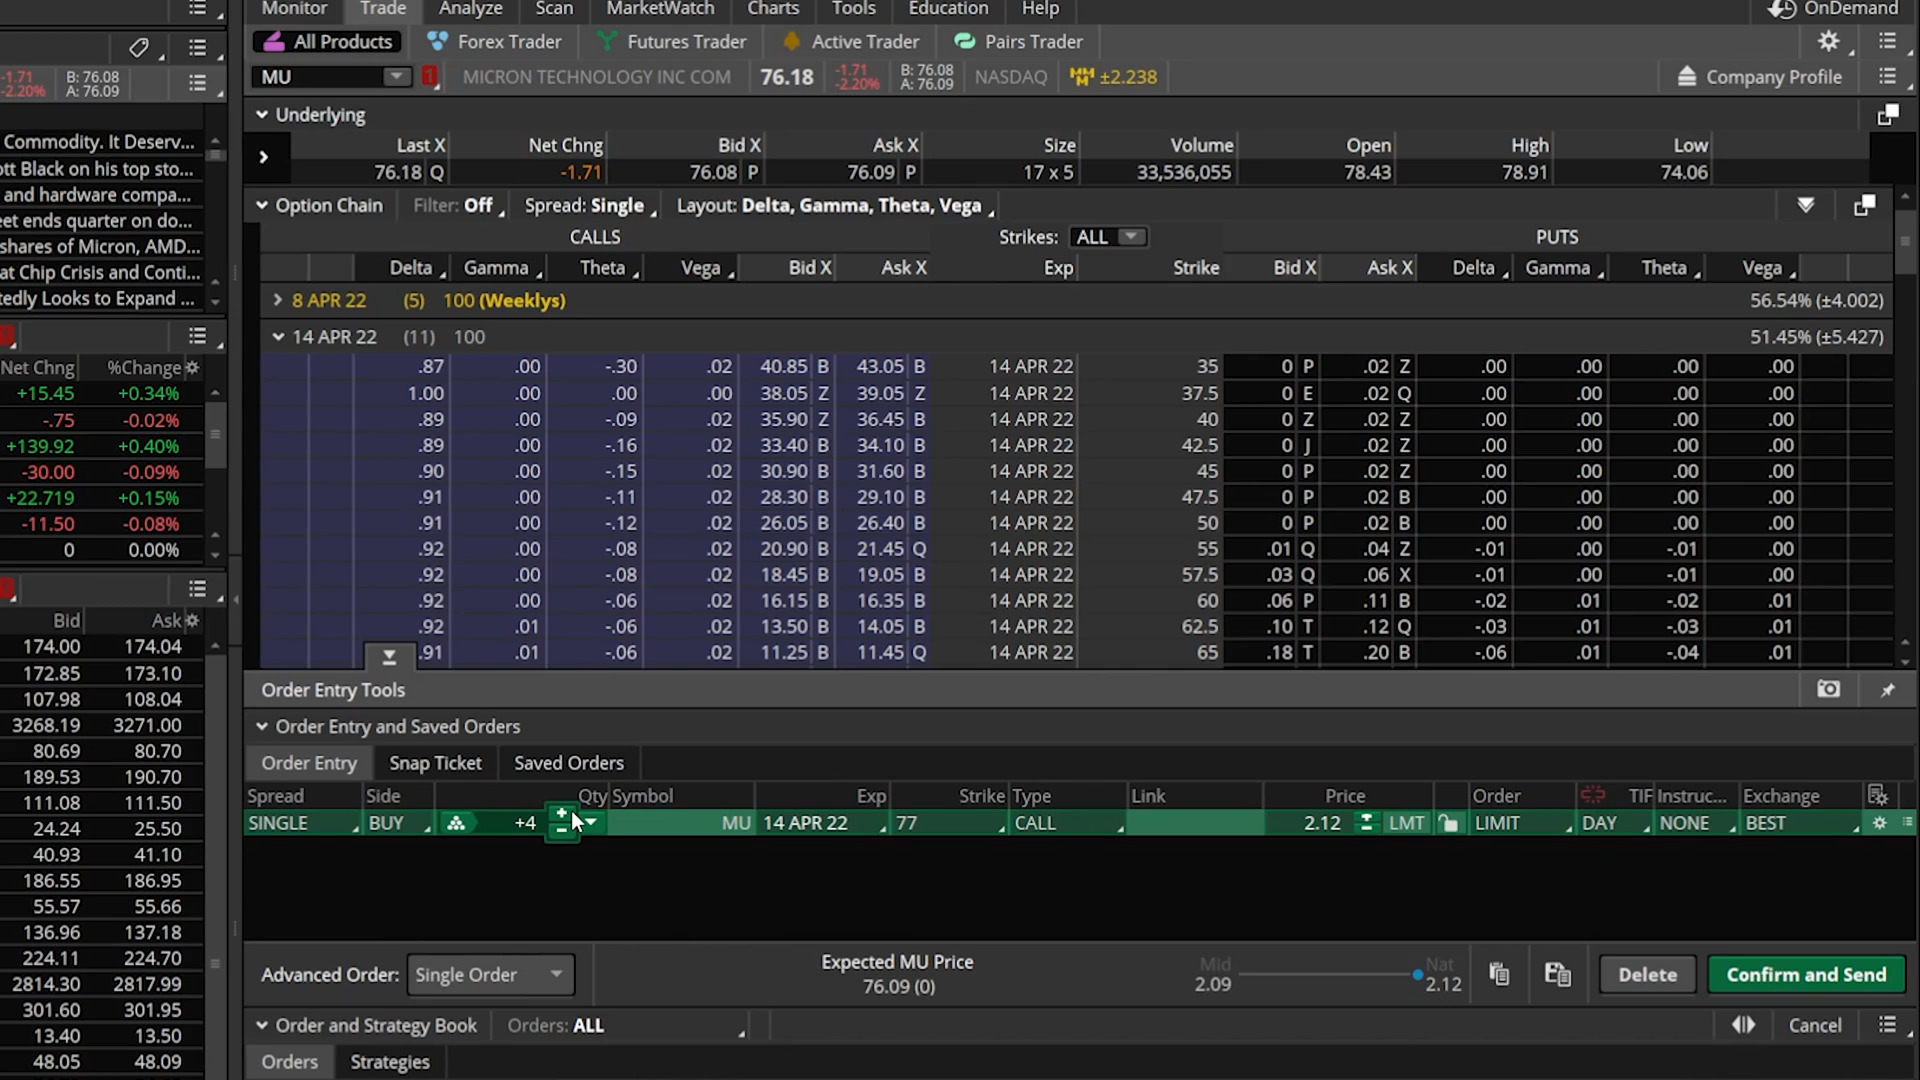 Monitor Trade Analyze Scan MarketWatch Charts Tools Education Help OnDemand
All Products Forex Trader Futures Trader Active Trader Pairs Trader
-1.71 -2.20% B: 76.08 A: 76.09
MU 1 MICRON TECHNOLOGY INC COM 76.18 -1.71 -2.20% B: 76.08 A: 76.09 NASDAQ ±2.238 Company Profile
Underlying
Last X Net Chng Bid X Ask X Size Volume Open High Low
76.18 Q -1.71 76.08 P 76.09 P 17 x 5 33,536,055 78.43 78.91 74.06
Commodity. It Deserv...
ott Black on his top sto...
and hardware compa...
eet ends quarter on do...
shares of Micron, AMD...
at Chip Crisis and Conti...
tedly Looks to Expand ...
Net Chng %Change
+15.45 +0.34%
-.75 -0.02%
+139.92 +0.40%
-30.00 -0.09%
+22.719 +0.15%
-11.50 -0.08%
0 0.00%
Bid Ask
174.00 174.04
172.85 173.10
107.98 108.04
3268.19 3271.00
80.69 80.70
189.53 190.70
111.08 111.50
24.24 25.50
40.93 41.10
186.55 186.95
55.57 55.66
136.96 137.18
224.11 224.70
2814.30 2817.99
301.60 301.95
13.40 13.50
48.05 48.09
Option Chain Filter: Off Spread: Single Layout: Delta, Gamma, Theta, Vega
CALLS Strikes: ALL PUTS
Delta Gamma Theta Vega Bid X Ask X Exp Strike Bid X Ask X Delta Gamma Theta Vega
8 APR 22 (5) 100 (Weeklys) 56.54% (±4.002)
14 APR 22 (11) 100 51.45% (±5.427)
.87 .00 -.30 .02 40.85 B 43.05 B 14 APR 22 35 0 P .02 Z .00 .00 .00 .00
1.00 .00 .00 .00 38.05 Z 39.05 Z 14 APR 22 37.5 0 E .02 Q .00 .00 .00 .00
.89 .00 -.09 .02 35.90 Z 36.45 B 14 APR 22 40 0 Z .02 Z .00 .00 .00 .00
.89 .00 -.16 .02 33.40 B 34.10 B 14 APR 22 42.5 0 J .02 Z .00 .00 .00 .00
.90 .00 -.15 .02 30.90 B 31.60 B 14 APR 22 45 0 P .02 Z .00 .00 .00 .00
.91 .00 -.11 .02 28.30 B 29.10 B 14 APR 22 47.5 0 P .02 B .00 .00 .00 .00
.91 .00 -.12 .02 26.05 B 26.40 B 14 APR 22 50 0 P .02 B .00 .00 .00 .00
.92 .00 -.08 .02 20.90 B 21.45 Q 14 APR 22 55 .01 Q .04 Z -.01 .00 -.01 .00
.92 .00 -.08 .02 18.45 B 19.05 B 14 APR 22 57.5 .03 Q .06 X -.01 .00 -.01 .00
.92 .00 -.06 .02 16.15 B 16.35 B 14 APR 22 60 .06 P .11 B -.02 .01 -.02 .01
.92 .01 -.06 .02 13.50 B 14.05 B 14 APR 22 62.5 .10 T .12 Q -.03 .01 -.03 .01
.91 .01 -.06 .02 11.25 B 11.45 Q 14 APR 22 65 .18 T .20 B -.06 .01 -.04 .01
Order Entry Tools
Order Entry and Saved Orders
Order Entry Snap Ticket Saved Orders
Spread Side Qty Symbol Exp Strike Type Link Price Order TIF Instruc... Exchange
SINGLE BUY +4 MU 14 APR 22 77 CALL 2.12 LMT LIMIT DAY NONE BEST
Advanced Order: Single Order Expected MU Price Mid Nat Delete Confirm and Send
76.09 (0) 2.09 2.12
Order and Strategy Book Orders: ALL Cancel
Orders Strategies